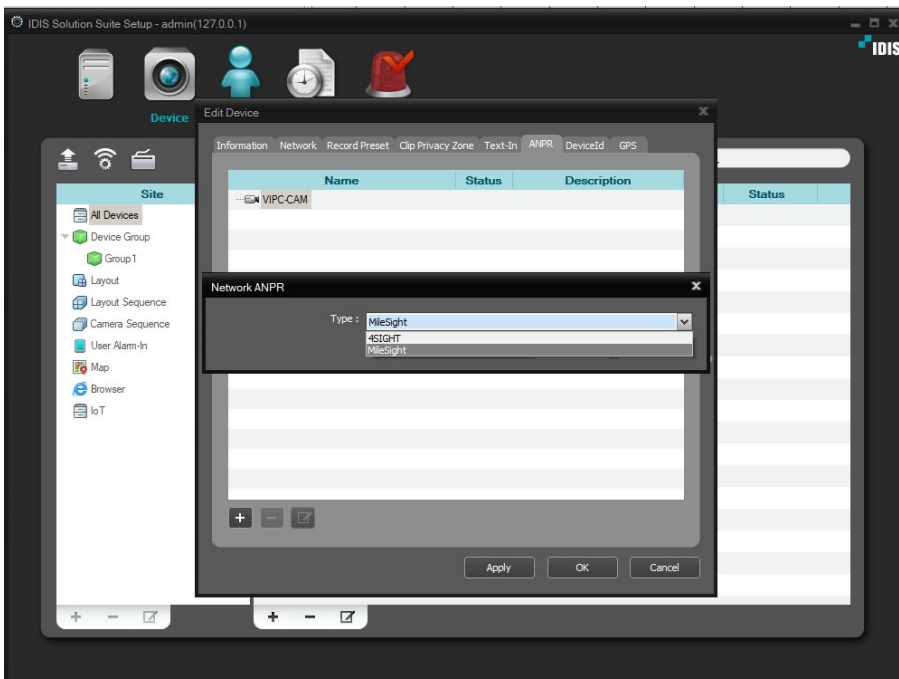 IDIS Solution Suite Setup - admin(127.0.0.1)
IDIS
Device
Edit Device
Information Network Record Preset Clip Privacy Zone Text-In ANPR DeviceId GPS
Site
Name Status Description
Status
VIPC-CAM
All Devices
Device Group
Group1
Layout
Layout Sequence
Camera Sequence
User Alarm-In
Map
Browser
IoT
Network ANPR
Type : MileSight
4SIGHT
MileSight
Apply OK Cancel